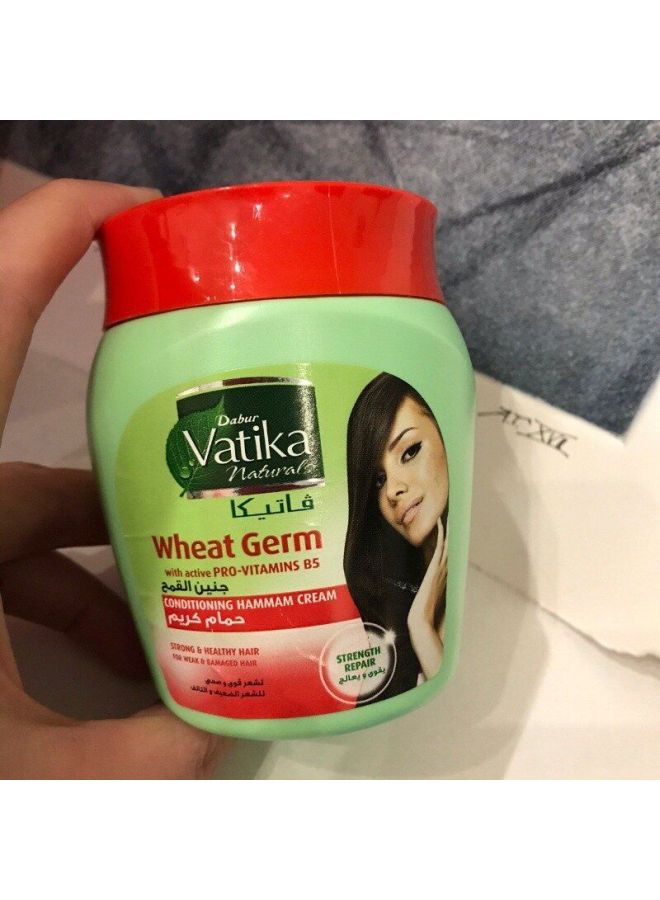 Dabur
Vatika
Naturals
ڤاتيكا
Wheat Germ
with active PRO-VITAMINS B5
جنين القمح
CONDITIONING HAMMAM CREAM
حمام كريم
STRONG & HEALTHY HAIR
FOR WEAK & DAMAGED HAIR
لشعر قوي و صحي
للشعر الضعيف و التالف
STRENGTH
REPAIR
يقوي و يعالج